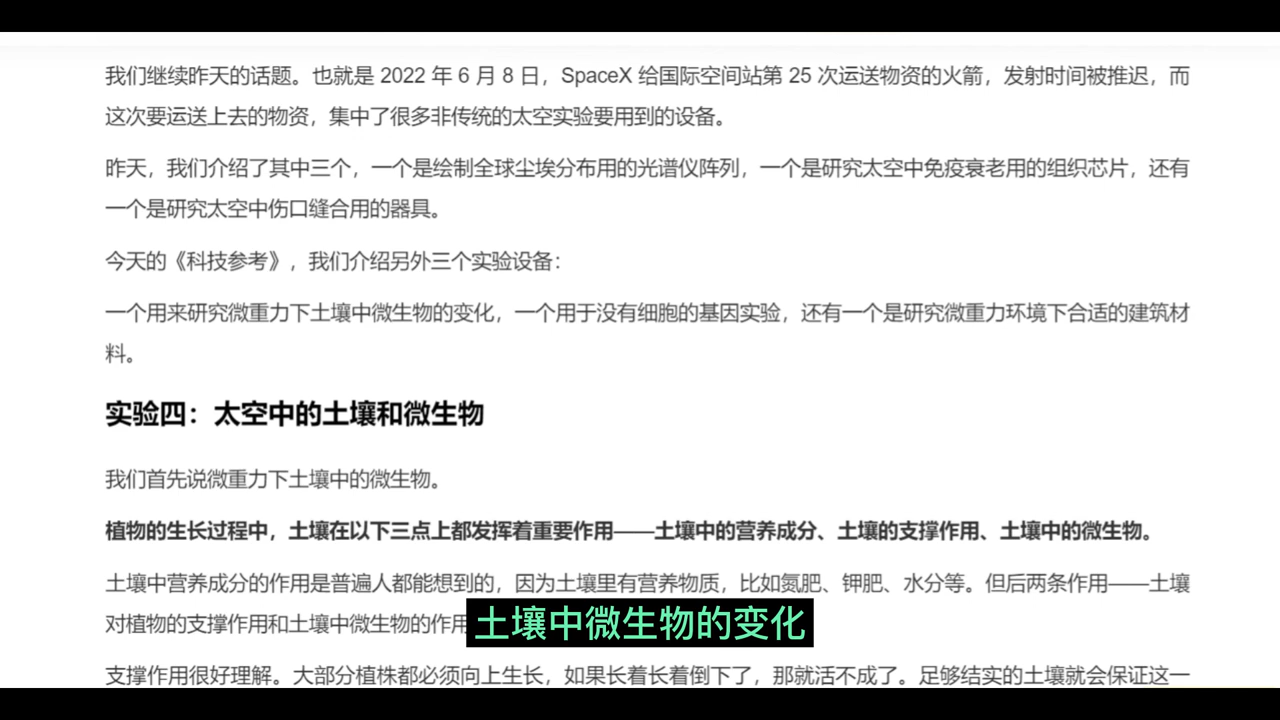 我们继续昨天的话题。也就是 2022 年 6 月 8 日，SpaceX 给国际空间站第 25 次运送物资的火箭，发射时间被推迟，而
这次要运送上去的物资，集中了很多非传统的太空实验要用到的设备。
昨天，我们介绍了其中三个，一个是绘制全球尘埃分布用的光谱仪阵列，一个是研究太空中免疫衰老用的组织芯片，还有
一个是研究太空中伤口缝合用的器具。
今天的《科技参考》，我们介绍另外三个实验设备：
一个用来研究微重力下土壤中微生物的变化，一个用于没有细胞的基因实验，还有一个是研究微重力环境下合适的建筑材
料。
实验四：太空中的土壤和微生物
我们首先说微重力下土壤中的微生物。
植物的生长过程中，土壤在以下三点上都发挥着重要作用——土壤中的营养成分、土壤的支撑作用、土壤中的微生物。
土壤中营养成分的作用是普遍人都能想到的，因为土壤里有营养物质，比如氮肥、钾肥、水分等。但后两条作用——土壤
对植物的支撑作用和土壤中微生物的作用
土壤中微生物的变化
支撑作用很好理解。大部分植株都必须向上生长，如果长着长着倒下了，那就活不成了。足够结实的土壤就会保证这一